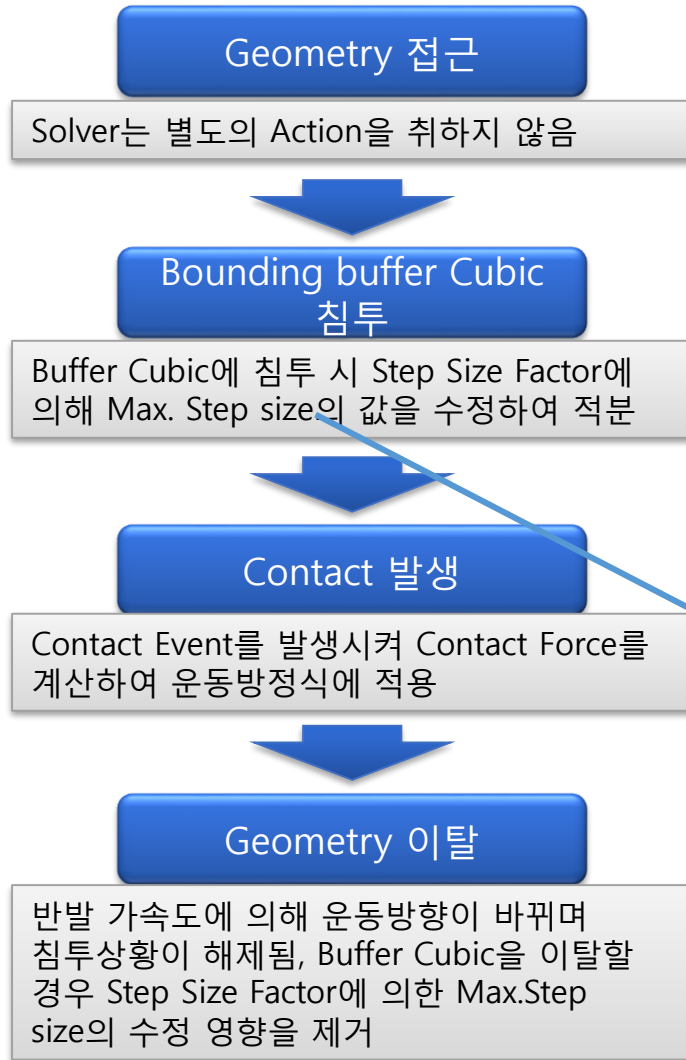 Geometry 접근
Solver는 별도의 Action을 취하지 않음
Bounding buffer Cubic
침투
Buffer Cubic에 침투 시 Step Size Factor에
의해 Max. Step size의 값을 수정하여 적분
Contact 발생
Contact Event를 발생시켜 Contact Force를
계산하여 운동방정식에 적용
Geometry 이탈
반발 가속도에 의해 운동방향이 바뀌며
침투상황이 해제됨, Buffer Cubic을 이탈할
경우 Step Size Factor에 의한 Max.Step
size의 수정 영향을 제거